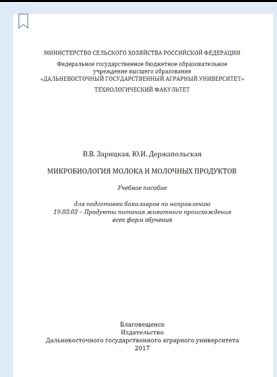 МИНИСТЕРСТВО СЕЛЬСКОГО ХОЗЯЙСТВА РОССИЙСКОЙ ФЕДЕРАЦИИ
Федеральное государственное бюджетное образовательное
учреждение высшего образования
«ДАЛЬНЕВОСТОЧНЫЙ ГОСУДАРСТВЕННЫЙ АГРАРНЫЙ УНИВЕРСИТЕТ»
ТЕХНОЛОГИЧЕСКИЙ ФАКУЛЬТЕТ
В.В. Зарицкая, Ю.И. Держапольская
МИКРОБИОЛОГИЯ МОЛОКА И МОЛОЧНЫХ ПРОДУКТОВ
Учебное пособие
для подготовки бакалавров по направлению
19.03.03 – Продукты питания животного происхождения
всех форм обучения
Благовещенск
Издательство
Дальневосточного государственного аграрного университета
2017